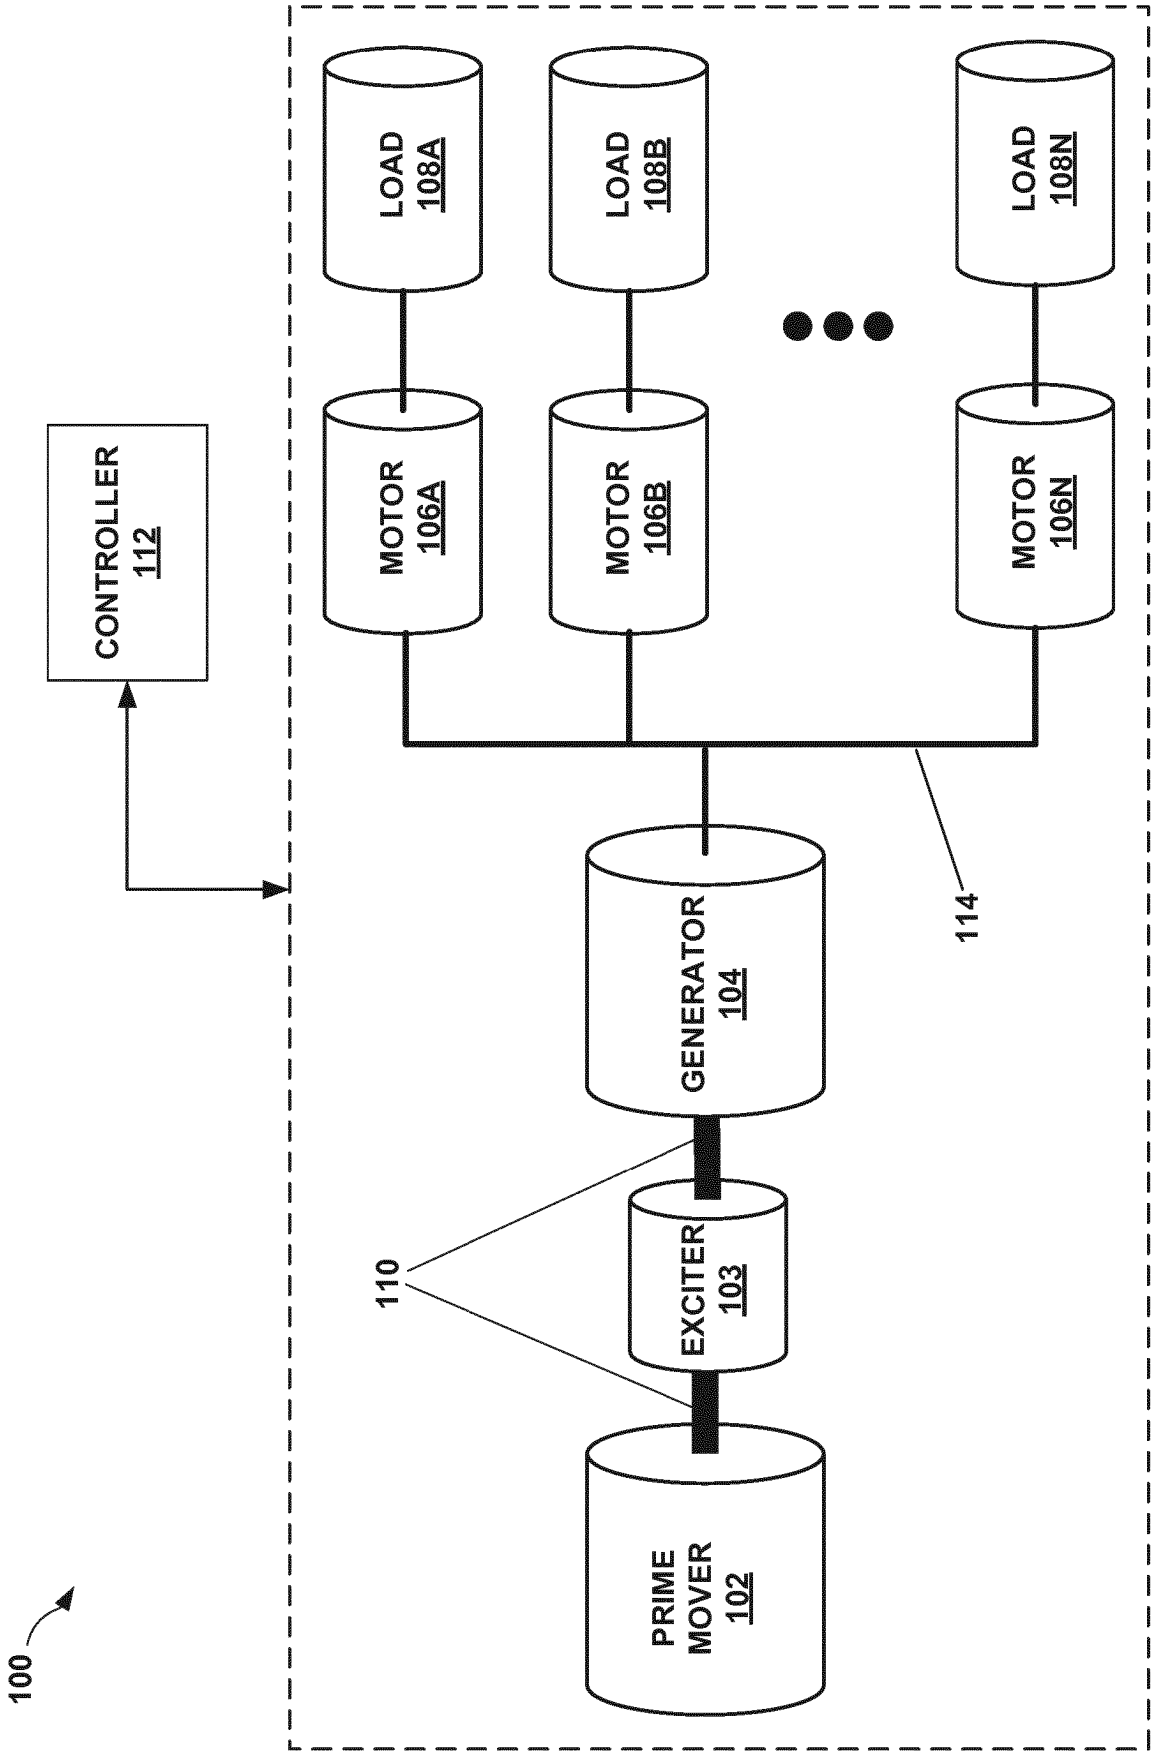 100
CONTROLLER
112
PRIME
MOVER
102
110
EXCITER
103
GENERATOR
104
114
MOTOR
106A
LOAD
108A
MOTOR
106B
LOAD
108B
MOTOR
106N
LOAD
108N